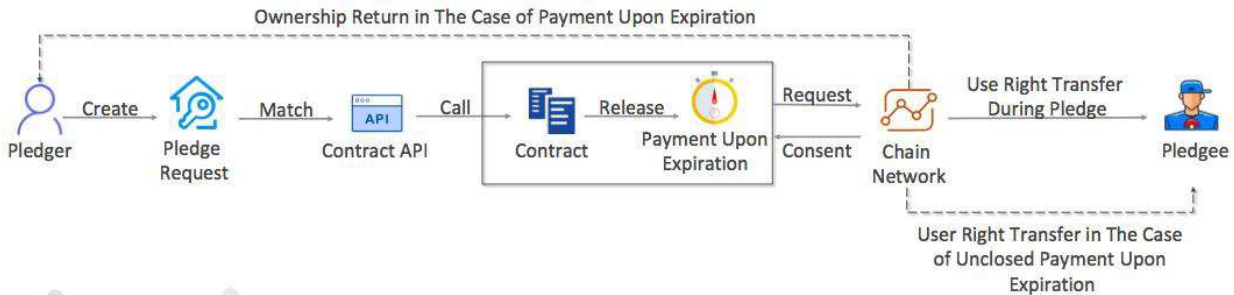 Ownership Return in The Case of Payment Upon Expiration
Create
Match
Call
Release
Request
Consent
Use Right Transfer
During Pledge
Pledger
Pledge
Request
API
Contract API
Contract
Payment Upon
Expiration
Chain
Network
Pledgee
User Right Transfer in The Case
of Unclosed Payment Upon
Expiration